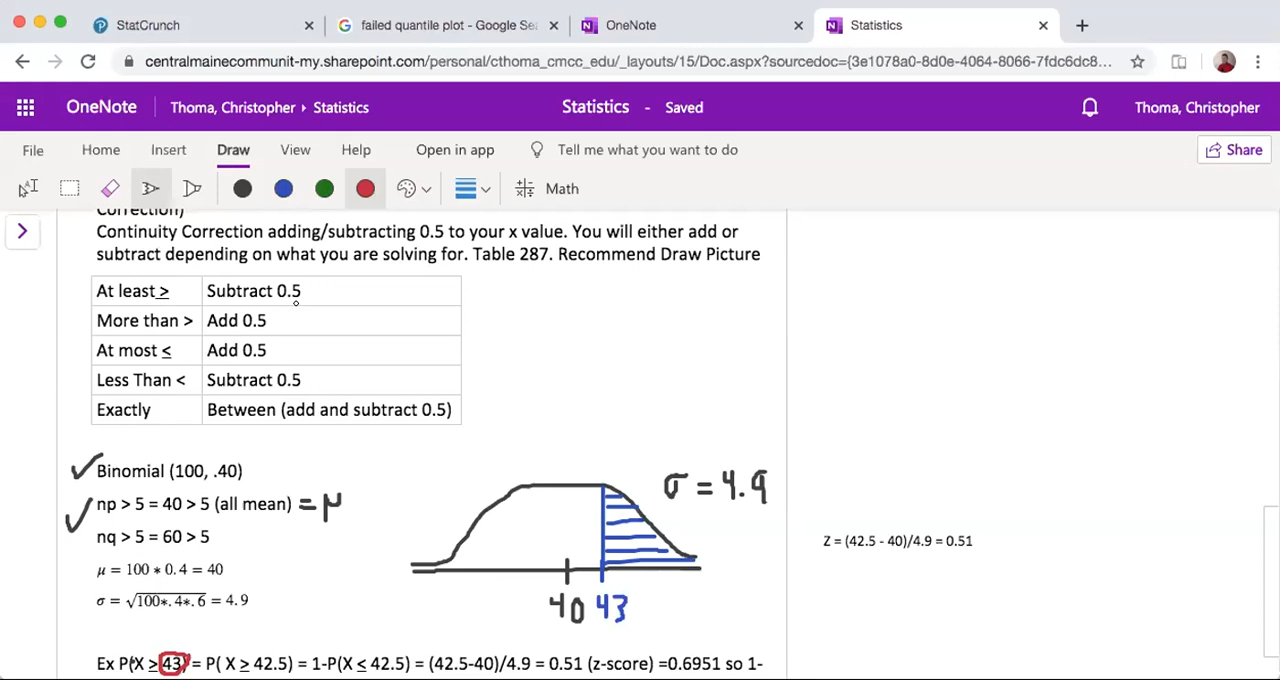 StatCrunch
failed quantile plot - Google Sea
OneNote
Statistics
centralmainecommunit-my.sharepoint.com/personal/cthoma_cmcc_edu/_layouts/15/Doc.aspx?sourcedoc={3e1078a0-8d0e-4064-8066-7fdc6dc8...
OneNote Thoma, Christopher › Statistics Statistics - Saved Thoma, Christopher
File Home Insert Draw View Help Open in app Tell me what you want to do Share
Math
Correction)
Continuity Correction adding/subtracting 0.5 to your x value. You will either add or
subtract depending on what you are solving for. Table 287. Recommend Draw Picture
At least ≥ Subtract 0.5
More than > Add 0.5
At most ≤ Add 0.5
Less Than < Subtract 0.5
Exactly Between (add and subtract 0.5)
Binomial (100, .40)
np > 5 = 40 > 5 (all mean) = μ
nq > 5 = 60 > 5
μ = 100 * 0.4 = 40
σ = √100*.4*.6 = 4.9
σ = 4.9
40 43
Z = (42.5 - 40)/4.9 = 0.51
Ex P(X ≥ 43) = P( X ≥ 42.5) = 1-P(X ≤ 42.5) = (42.5-40)/4.9 = 0.51 (z-score) =0.6951 so 1-